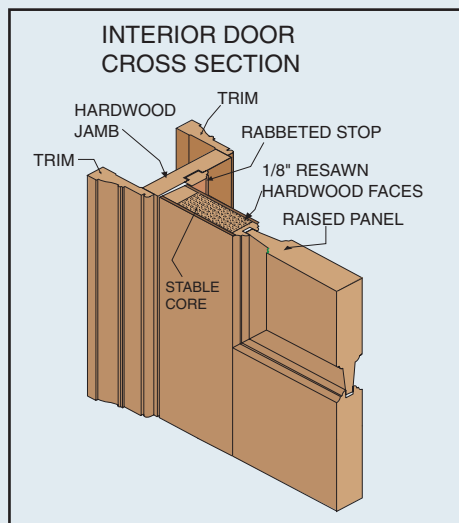 INTERIOR DOOR
CROSS SECTION
TRIM
HARDWOOD
JAMB
RABBETED STOP
TRIM
1/8" RESAWN
HARDWOOD FACES
RAISED PANEL
STABLE
CORE